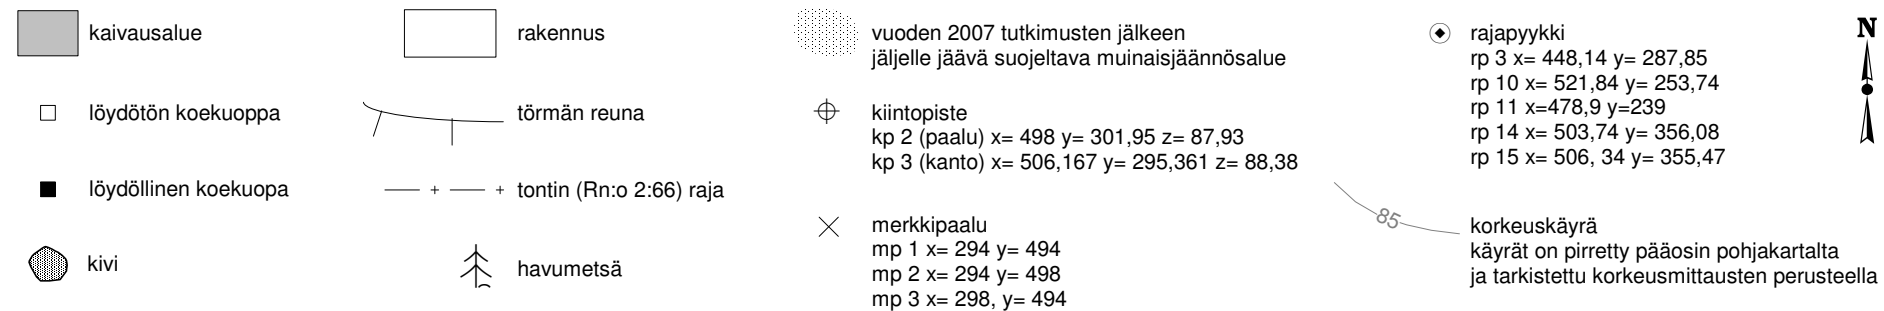 kaivausalue
löydötön koekuoppa
löydöllinen koekuopa
kivi
rakennus
törmän reuna
tontin (Rn:o 2:66) raja
havumetsä
vuoden 2007 tutkimusten jälkeen
jäljelle jäävä suojeltava muinaisjäännösalue
kiintopiste
kp 2 (paalu) x= 498 y= 301,95 z= 87,93
kp 3 (kanto) x= 506,167 y= 295,361 z= 88,38
merkkipaalu
mp 1 x= 294 y= 494
mp 2 x= 294 y= 498
mp 3 x= 298, y= 494
rajapyykki
rp 3 x= 448,14 y= 287,85
rp 10 x= 521,84 y= 253,74
rp 11 x=478,9 y=239
rp 14 x= 503,74 y= 356,08
rp 15 x= 506, 34 y= 355,47
85
korkeuskäyrä
käyrät on pirretty pääosin pohjakartalta
ja tarkistettu korkeusmittausten perusteella
N